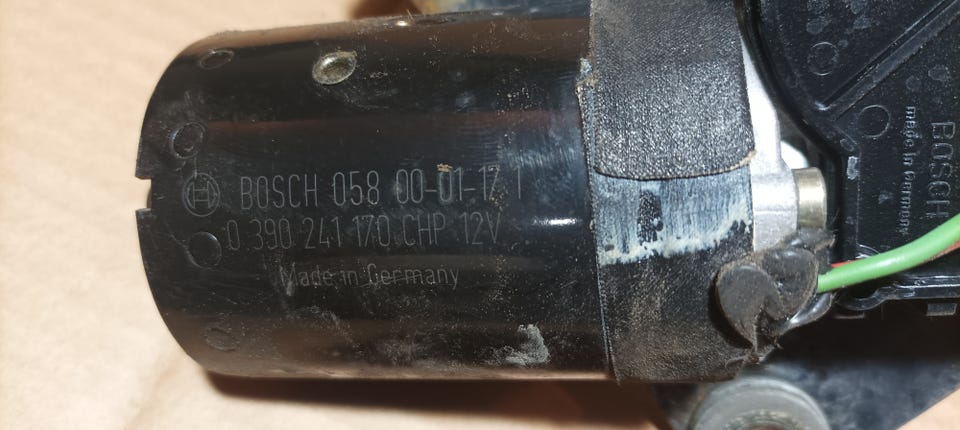 BOSCH 058 00-01-17 1
0 390 241 170 CHP 12V
Made in Germany
BOSCH
made in Germany